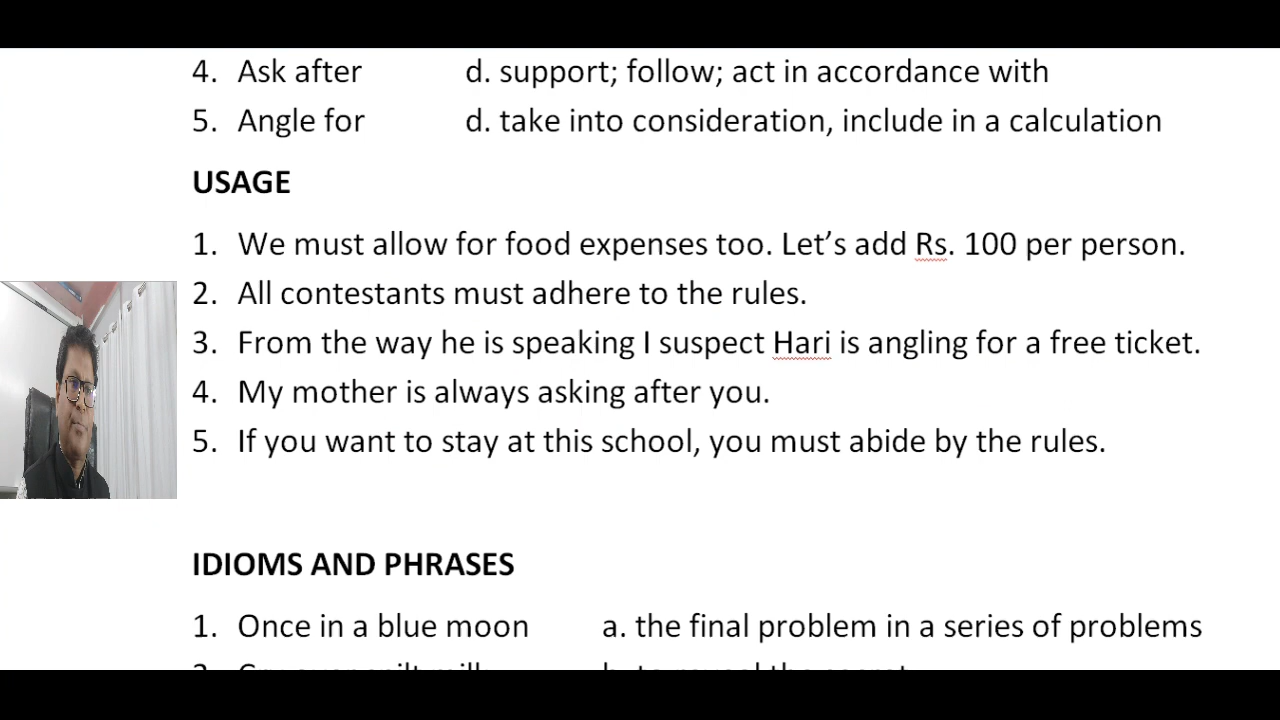 4. Ask after d. support; follow; act in accordance with
5. Angle for d. take into consideration, include in a calculation
USAGE
1. We must allow for food expenses too. Let’s add Rs. 100 per person.
2. All contestants must adhere to the rules.
3. From the way he is speaking I suspect Hari is angling for a free ticket.
4. My mother is always asking after you.
5. If you want to stay at this school, you must abide by the rules.
IDIOMS AND PHRASES
1. Once in a blue moon a. the final problem in a series of problems